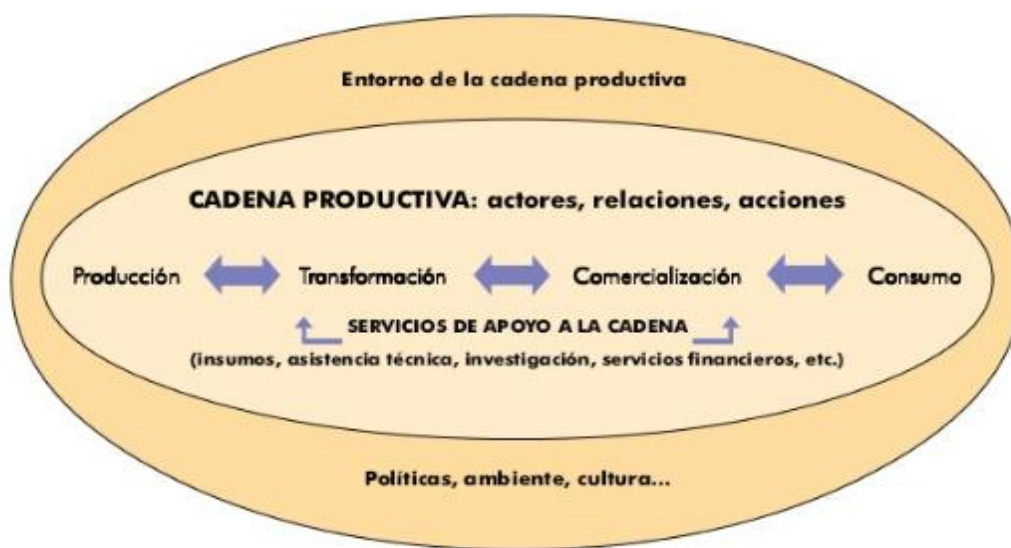 Entorno de la cadena productiva
CADENA PRODUCTIVA: actores, relaciones, acciones
Producción Transformación Comercialización Consumo
SERVICIOS DE APOYO A LA CADENA
(insumos, asistencia técnica, investigación, servicios financieros, etc.)
Políticas, ambiente, cultura...